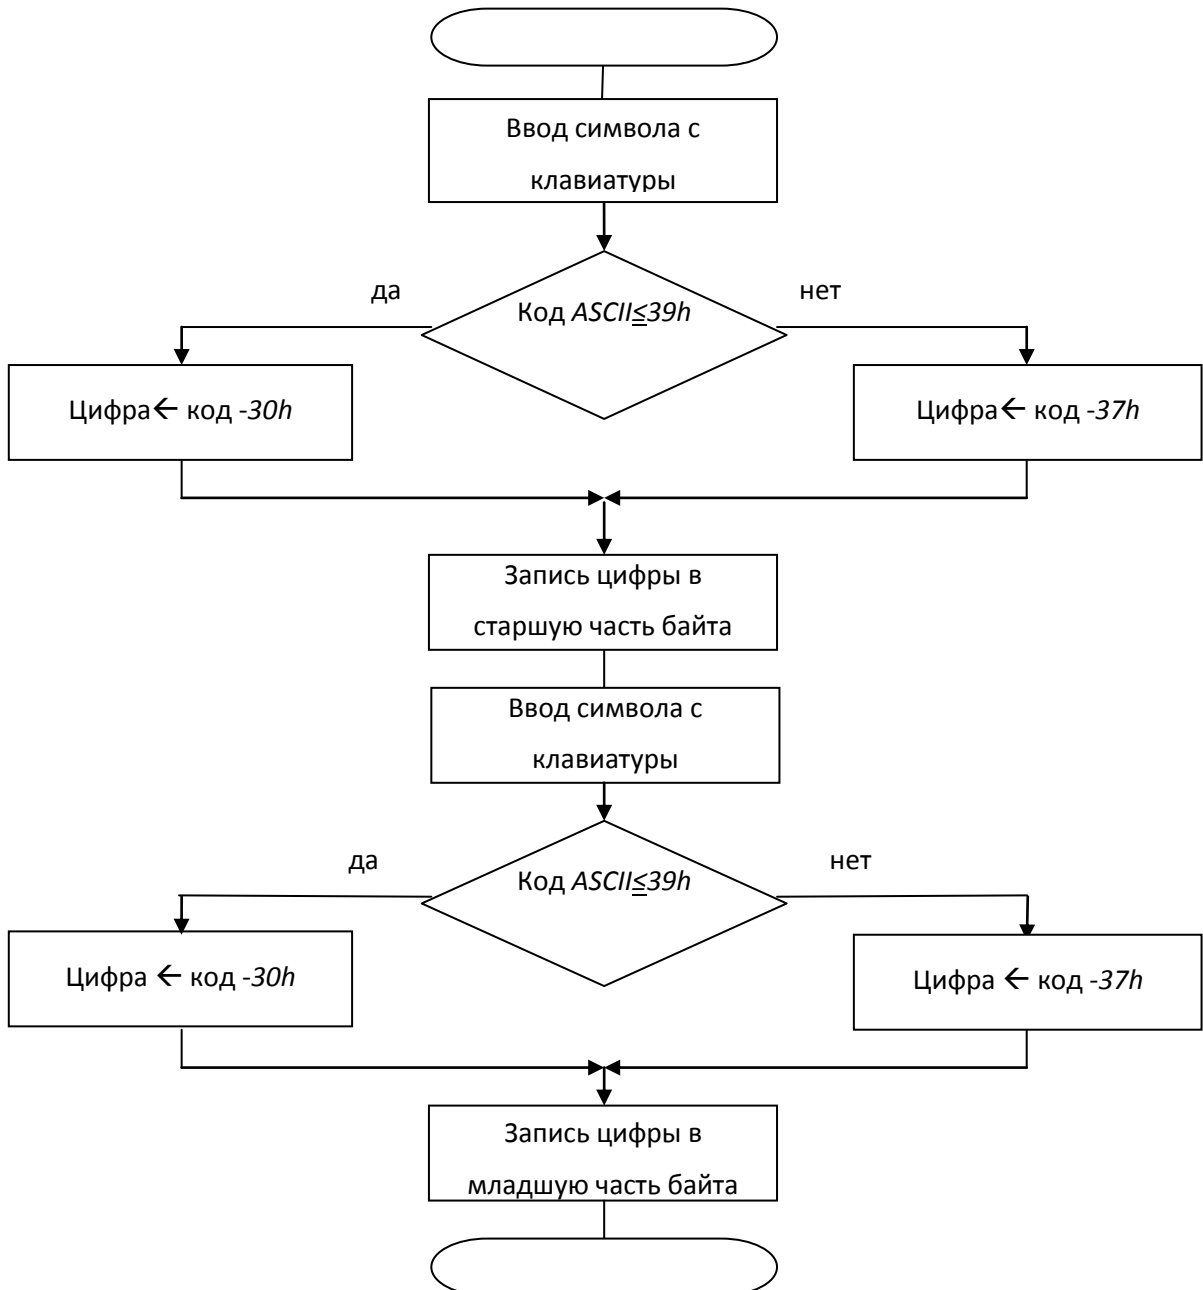 Ввод символа с
клавиатуры
да
нет
Код ASCII≤39h
Цифра← код -30h
Цифра← код -37h
Запись цифры в
старшую часть байта
Ввод символа с
клавиатуры
да
нет
Код ASCII≤39h
Цифра ← код -30h
Цифра ← код -37h
Запись цифры в
младшую часть байта